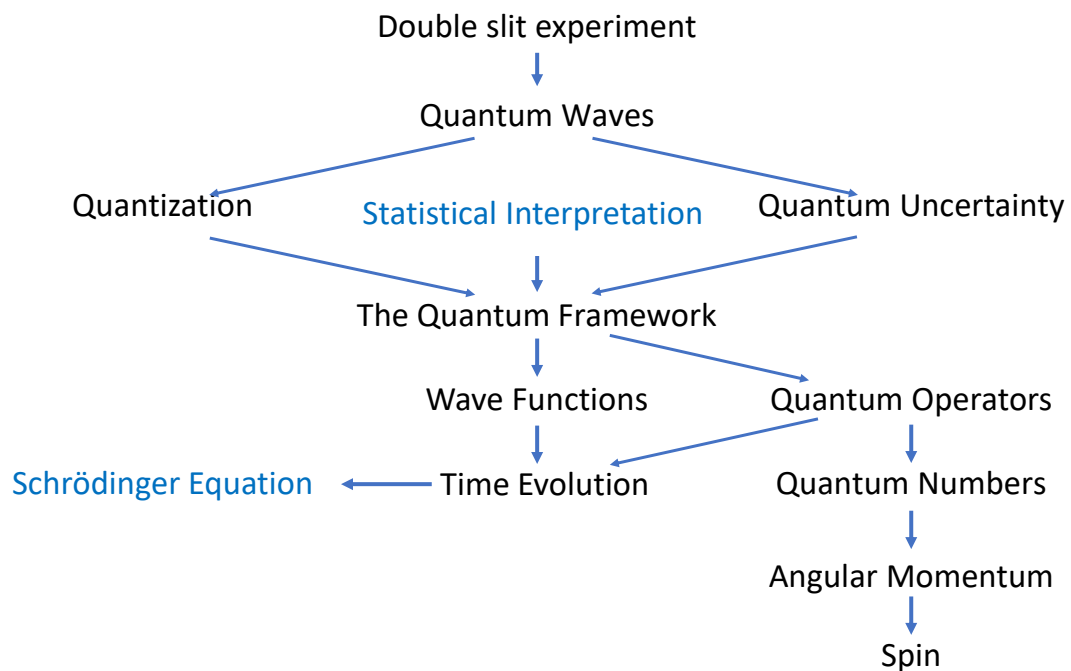 Double slit experiment
Quantum Waves
Quantization
Statistical Interpretation
Quantum Uncertainty
The Quantum Framework
Wave Functions
Quantum Operators
Schrödinger Equation
Time Evolution
Quantum Numbers
Angular Momentum
Spin